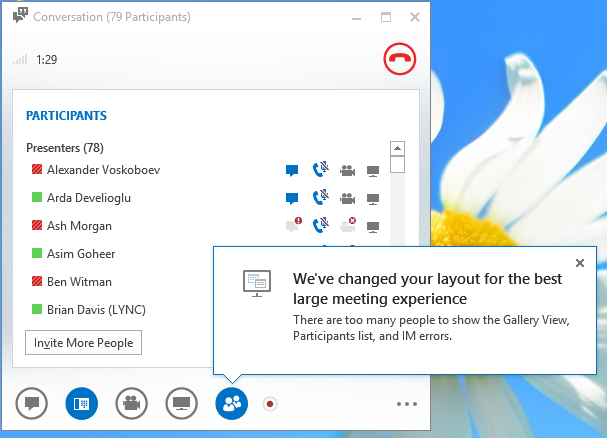 Conversation (79 Participants)
1:29
PARTICIPANTS
Presenters (78)
Alexander Voskoboev
Arda Develioglu
Ash Morgan
Asim Goheer
Ben Witman
Brian Davis (LYNC)
Invite More People
We've changed your layout for the best
large meeting experience
There are too many people to show the Gallery View,
Participants list, and IM errors.